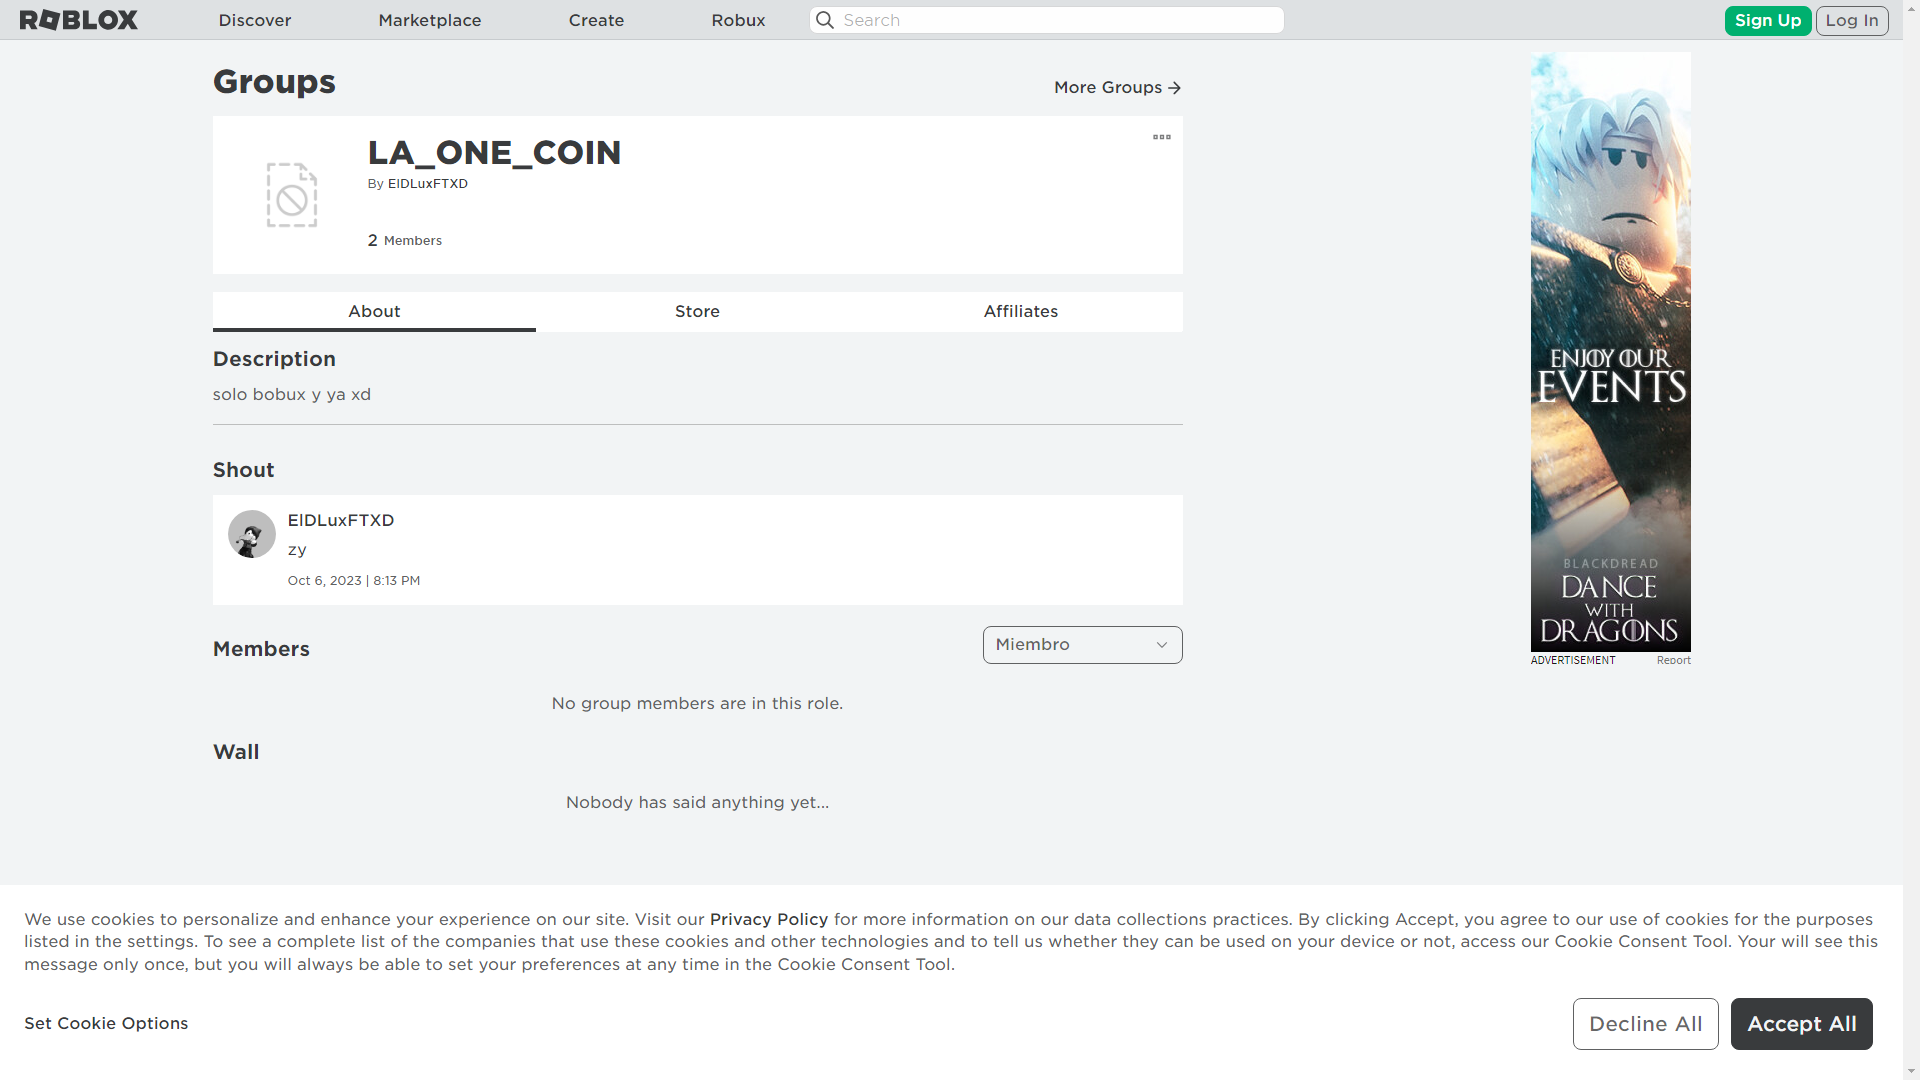 ROBLOX
Discover
Marketplace
Create
Robux
Search
Sign Up
Log In
Groups
More Groups
LA_ONE_COIN
By ElDLuxFTXD
2 Members
About
Store
Affiliates
Description
solo bobux y ya xd
Shout
ElDLuxFTXD
zy
Oct 6, 2023 | 8:13 PM
Members
Miembro
No group members are in this role.
Wall
Nobody has said anything yet...
ENJOY OUR
EVENTS
BLACKDREAD
DANCE
WITH
DRAGONS
ADVERTISEMENT
Report
We use cookies to personalize and enhance your experience on our site. Visit our Privacy Policy for more information on our data collections practices. By clicking Accept, you agree to our use of cookies for the purposes
listed in the settings. To see a complete list of the companies that use these cookies and other technologies and to tell us whether they can be used on your device or not, access our Cookie Consent Tool. Your will see this
message only once, but you will always be able to set your preferences at any time in the Cookie Consent Tool.
Set Cookie Options
Decline All
Accept All